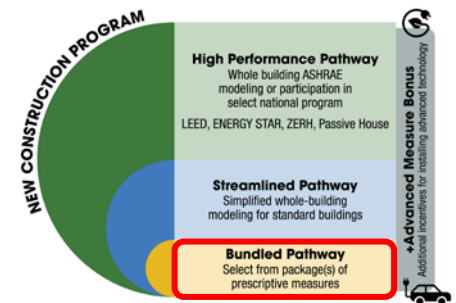 NEW CONSTRUCTION PROGRAM
High Performance Pathway
Whole building ASHRAE
modeling or participation in
select national program
LEED, ENERGY STAR, ZERH, Passive House
Streamlined Pathway
Simplified whole-building
modeling for standard buildings
Bundled Pathway
Select from package(s) of
prescriptive measures
+Advanced Measure Bonus
Additional incentives for installing advanced technology